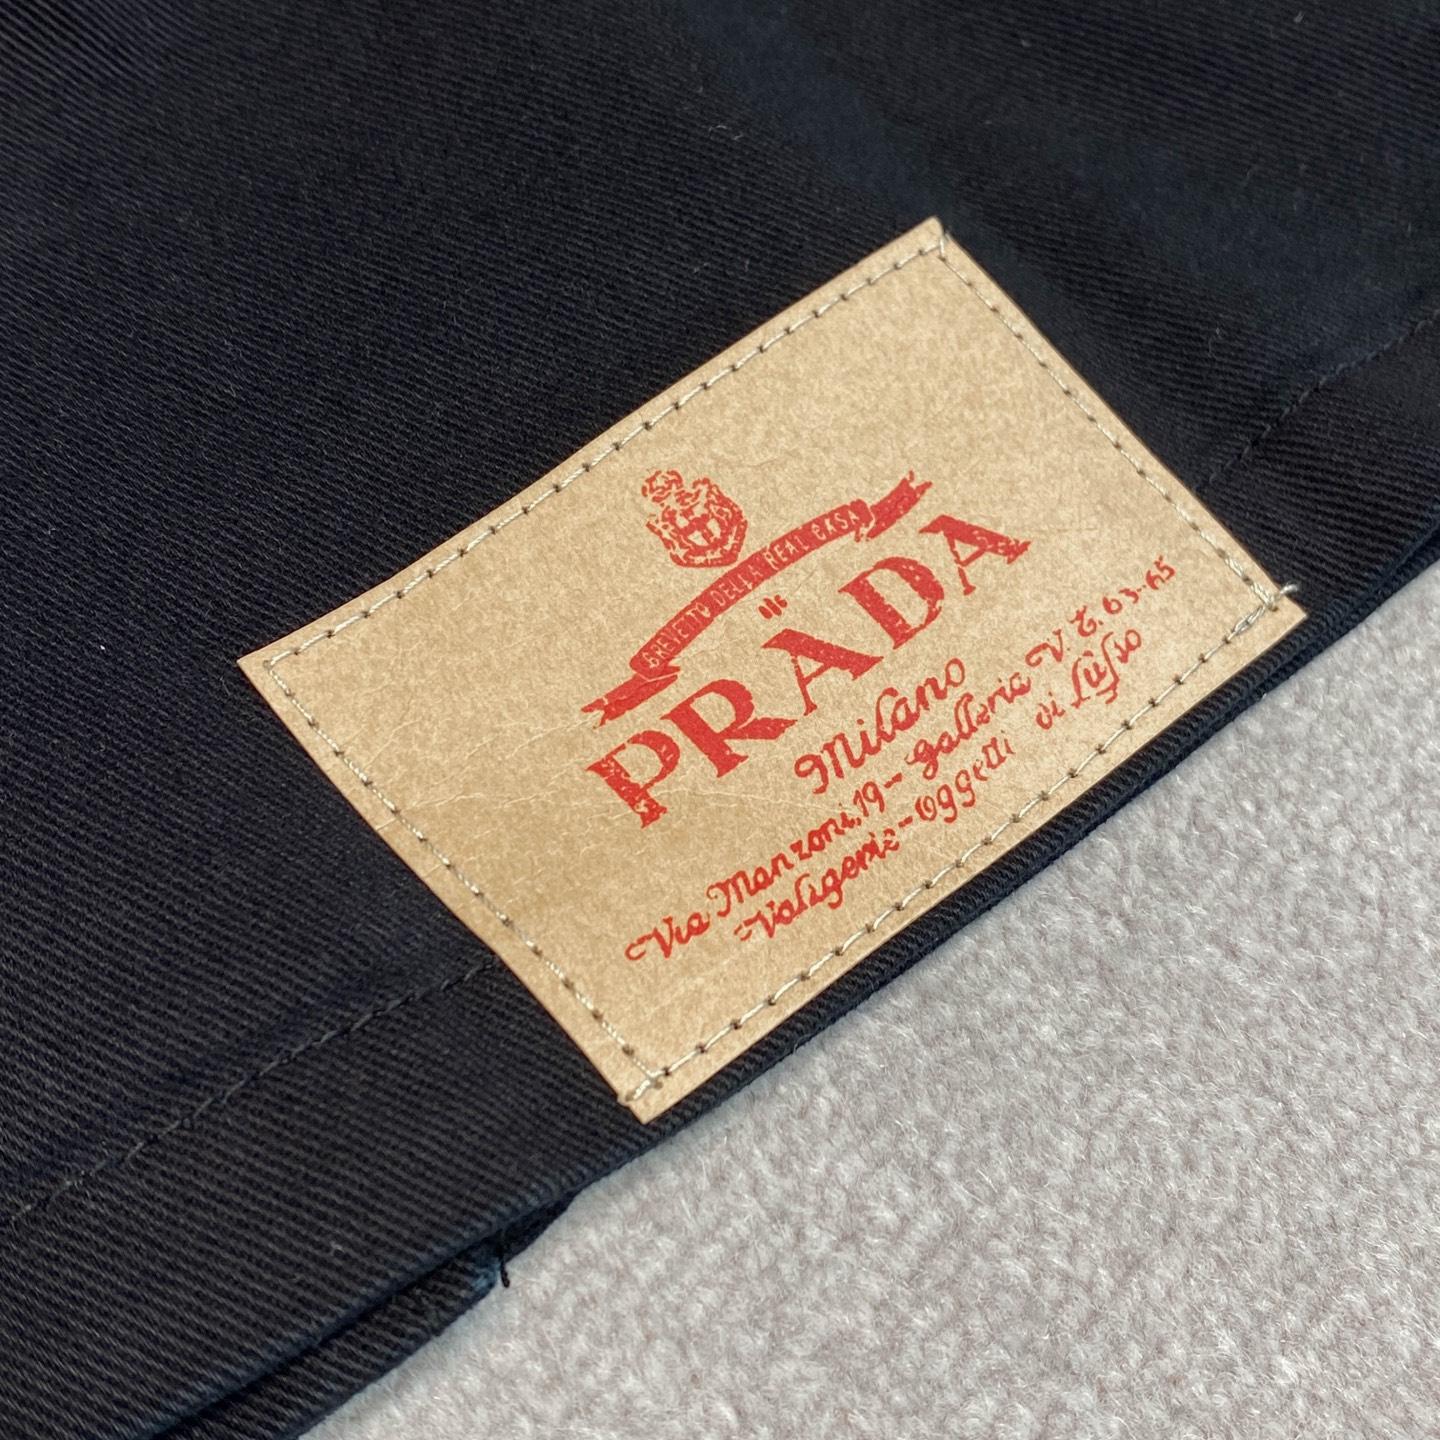 BREVETTO DELLA REAL CASA
PRADA
Milano
Via Manzoni, 19 - Galleria V. E. 63-65
Valigerie - Oggetti di Lusso